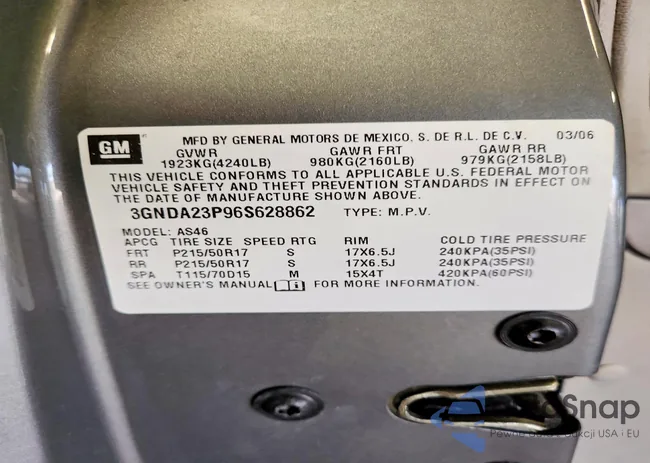 GM
MFD BY GENERAL MOTORS DE MEXICO, S. DE R.L. DE C.V. 03/06
GVWR GAWR FRT GAWR RR
1923KG(4240LB) 980KG(2160LB) 979KG(2158LB)
THIS VEHICLE CONFORMS TO ALL APPLICABLE U.S. FEDERAL MOTOR
VEHICLE SAFETY AND THEFT PREVENTION STANDARDS IN EFFECT ON
THE DATE OF MANUFACTURE SHOWN ABOVE.
3GNDA23P96S628862 TYPE: M.P.V.
MODEL: AS46
APCG TIRE SIZE SPEED RTG RIM COLD TIRE PRESSURE
FRT P215/50R17 S 17X6.5J 240KPA(35PSI)
RR P215/50R17 S 17X6.5J 240KPA(35PSI)
SPA T115/70D15 M 15X4T 420KPA(60PSI)
SEE OWNER'S MANUAL FOR MORE INFORMATION.
Snap
USA · EU